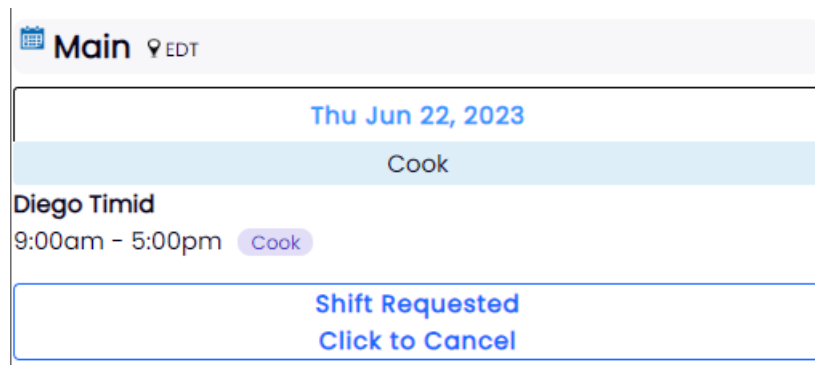 Main EDT
Thu Jun 22, 2023
Cook
Diego Timid
9:00am - 5:00pm Cook
Shift Requested
Click to Cancel